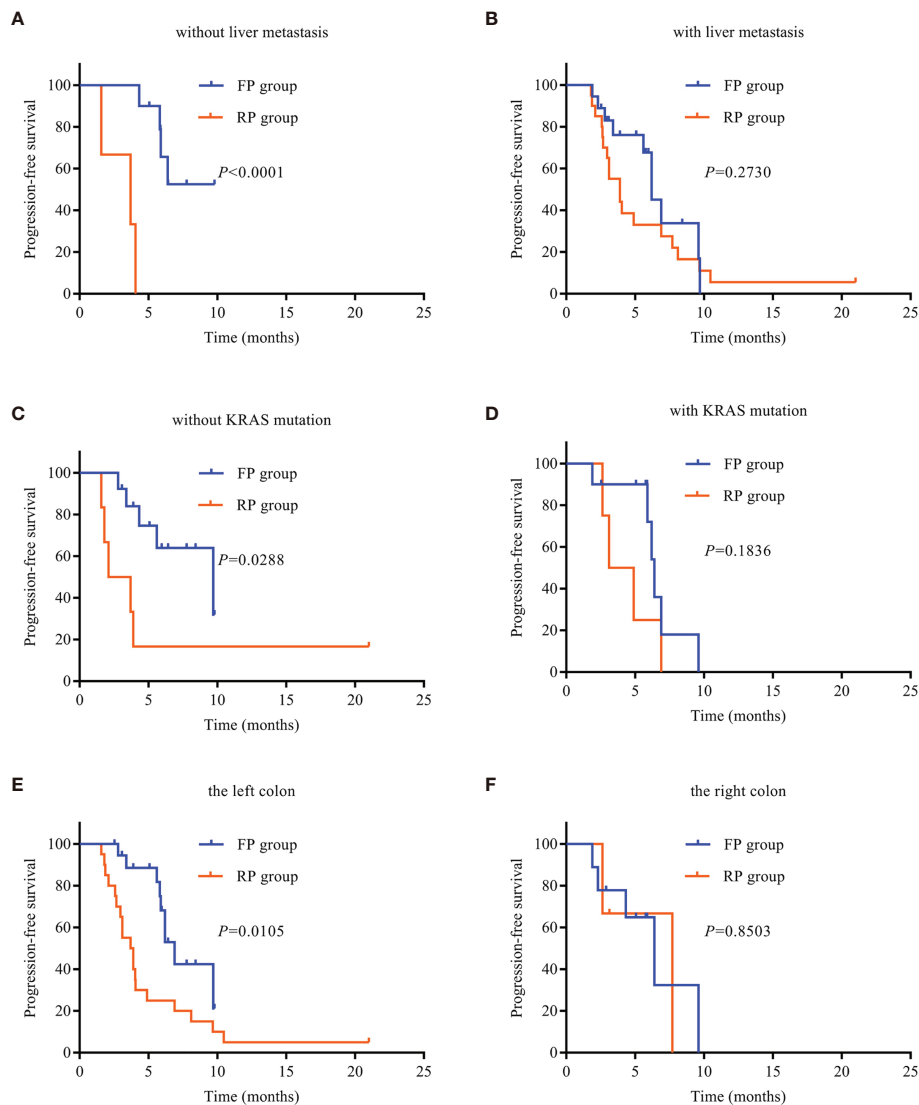 A
without liver metastasis
Progression-free survival
100
80
60
40
20
0
FP group
RP group
P<0.0001
0 5 10 15 20 25
Time (months)
B
with liver metastasis
Progression-free survival
100
80
60
40
20
0
FP group
RP group
P=0.2730
0 5 10 15 20 25
Time (months)
C
without KRAS mutation
Progression-free survival
100
80
60
40
20
0
FP group
RP group
P=0.0288
0 5 10 15 20 25
Time (months)
D
with KRAS mutation
Progression-free survival
100
80
60
40
20
0
FP group
RP group
P=0.1836
0 5 10 15 20 25
Time (months)
E
the left colon
Progression-free survival
100
80
60
40
20
0
FP group
RP group
P=0.0105
0 5 10 15 20 25
Time (months)
F
the right colon
Progression-free survival
100
80
60
40
20
0
FP group
RP group
P=0.8503
0 5 10 15 20 25
Time (months)